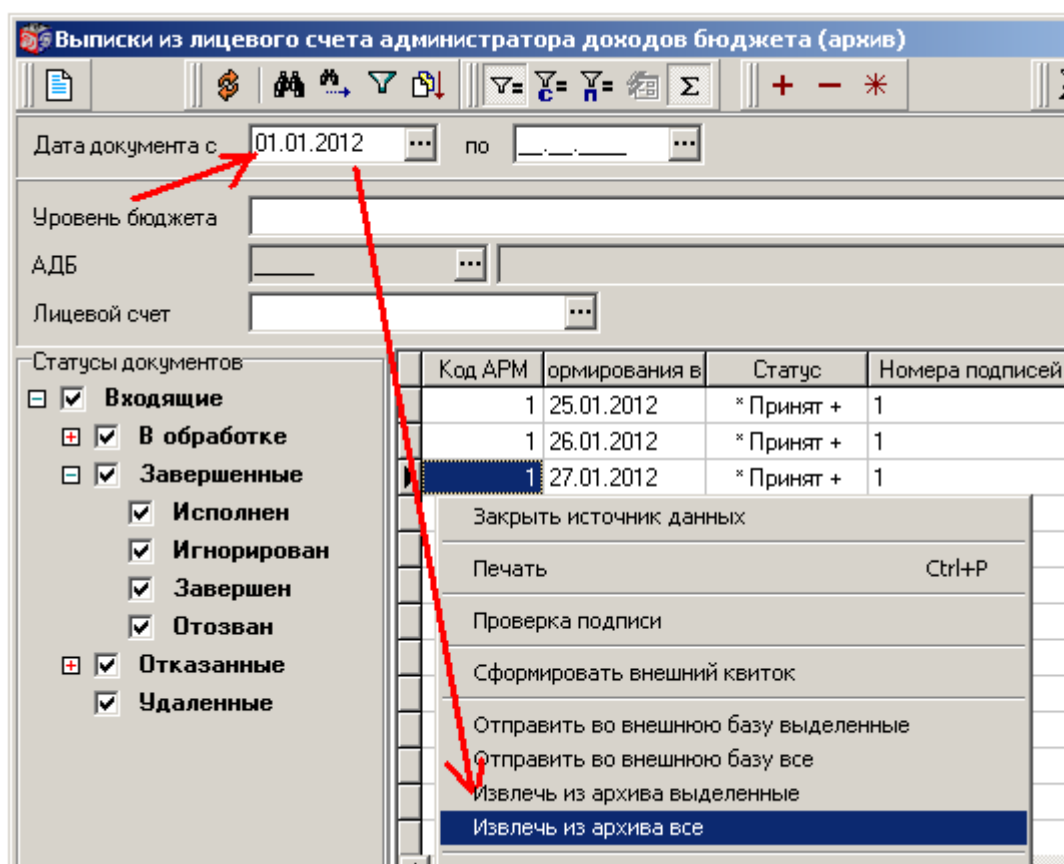 Выписки из лицевого счета администратора доходов бюджета (архив)
Дата документа с 01.01.2012 по __.__.____
Уровень бюджета
АДБ _____
Лицевой счет
Статусы документов
Входящие
В обработке
Завершенные
Исполнен
Игнорирован
Завершен
Отозван
Отказанные
Удаленные
Код АРМ ормирования в Статус Номера подписей
1 25.01.2012 * Принят + 1
1 26.01.2012 * Принят + 1
1 27.01.2012 * Принят + 1
Закрыть источник данных
Печать Ctrl+P
Проверка подписи
Сформировать внешний квиток
Отправить во внешнюю базу выделенные
Отправить во внешнюю базу все
Извлечь из архива выделенные
Извлечь из архива все